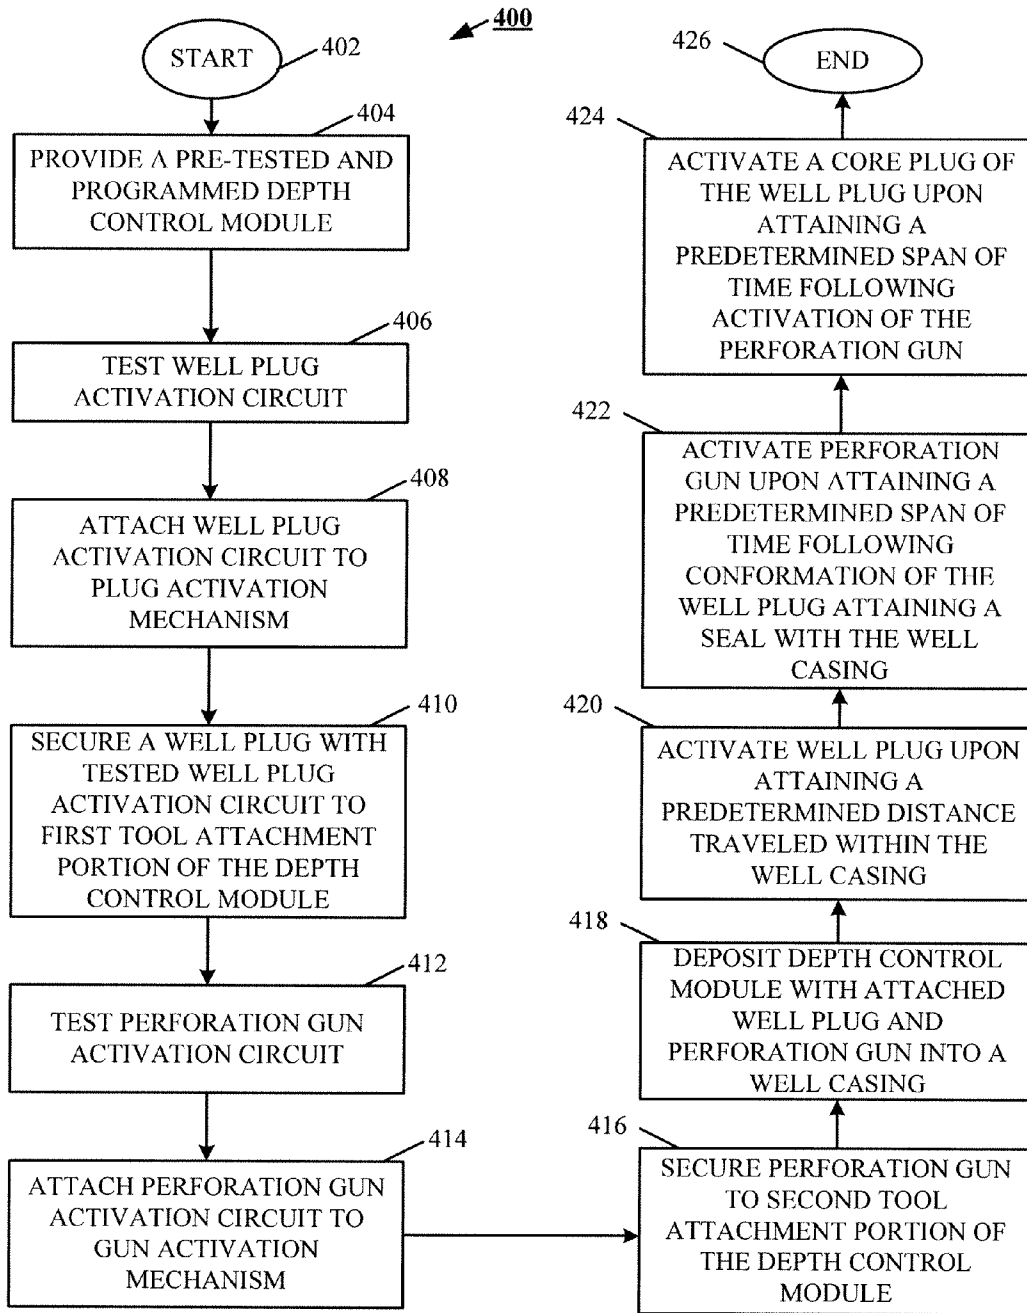 400
START
402
404
PROVIDE A PRE-TESTED AND
PROGRAMMED DEPTH
CONTROL MODULE
406
TEST WELL PLUG
ACTIVATION CIRCUIT
408
ATTACH WELL PLUG
ACTIVATION CIRCUIT TO
PLUG ACTIVATION
MECHANISM
410
SECURE A WELL PLUG WITH
TESTED WELL PLUG
ACTIVATION CIRCUIT TO
FIRST TOOL ATTACHMENT
PORTION OF THE DEPTH
CONTROL MODULE
412
TEST PERFORATION GUN
ACTIVATION CIRCUIT
414
ATTACH PERFORATION GUN
ACTIVATION CIRCUIT TO
GUN ACTIVATION
MECHANISM
416
SECURE PERFORATION GUN
TO SECOND TOOL
ATTACHMENT PORTION OF
THE DEPTH CONTROL
MODULE
418
DEPOSIT DEPTH CONTROL
MODULE WITH ATTACHED
WELL PLUG AND
PERFORATION GUN INTO A
WELL CASING
420
ACTIVATE WELL PLUG UPON
ATTAINING A
PREDETERMINED DISTANCE
TRAVELED WITHIN THE
WELL CASING
422
ACTIVATE PERFORATION
GUN UPON ATTAINING A
PREDETERMINED SPAN OF
TIME FOLLOWING
CONFORMATION OF THE
WELL PLUG ATTAINING A
SEAL WITH THE WELL
CASING
424
ACTIVATE A CORE PLUG OF
THE WELL PLUG UPON
ATTAINING A
PREDETERMINED SPAN OF
TIME FOLLOWING
ACTIVATION OF THE
PERFORATION GUN
426
END